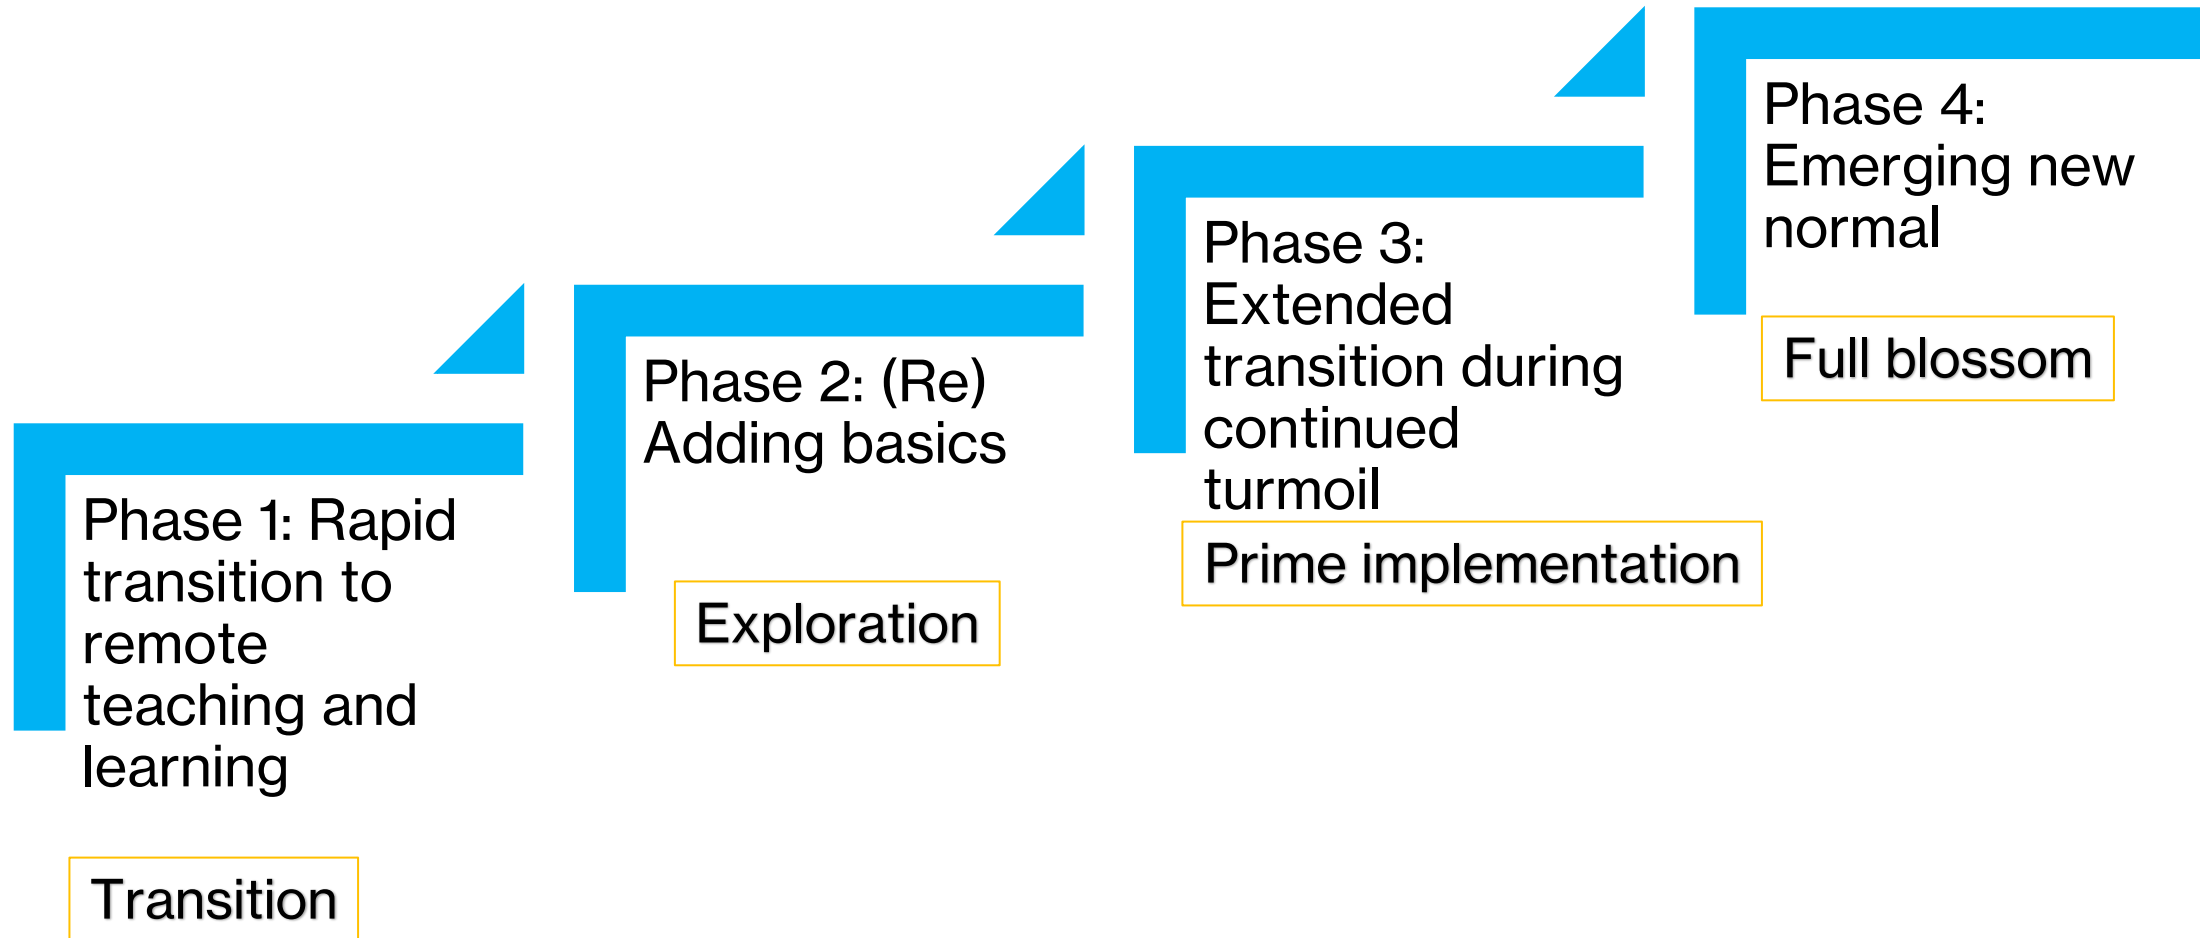 Phase 1: Rapid
transition to
remote
teaching and
learning
Transition
Phase 2: (Re)
Adding basics
Exploration
Phase 3:
Extended
transition during
continued
turmoil
Prime implementation
Phase 4:
Emerging new
normal
Full blossom